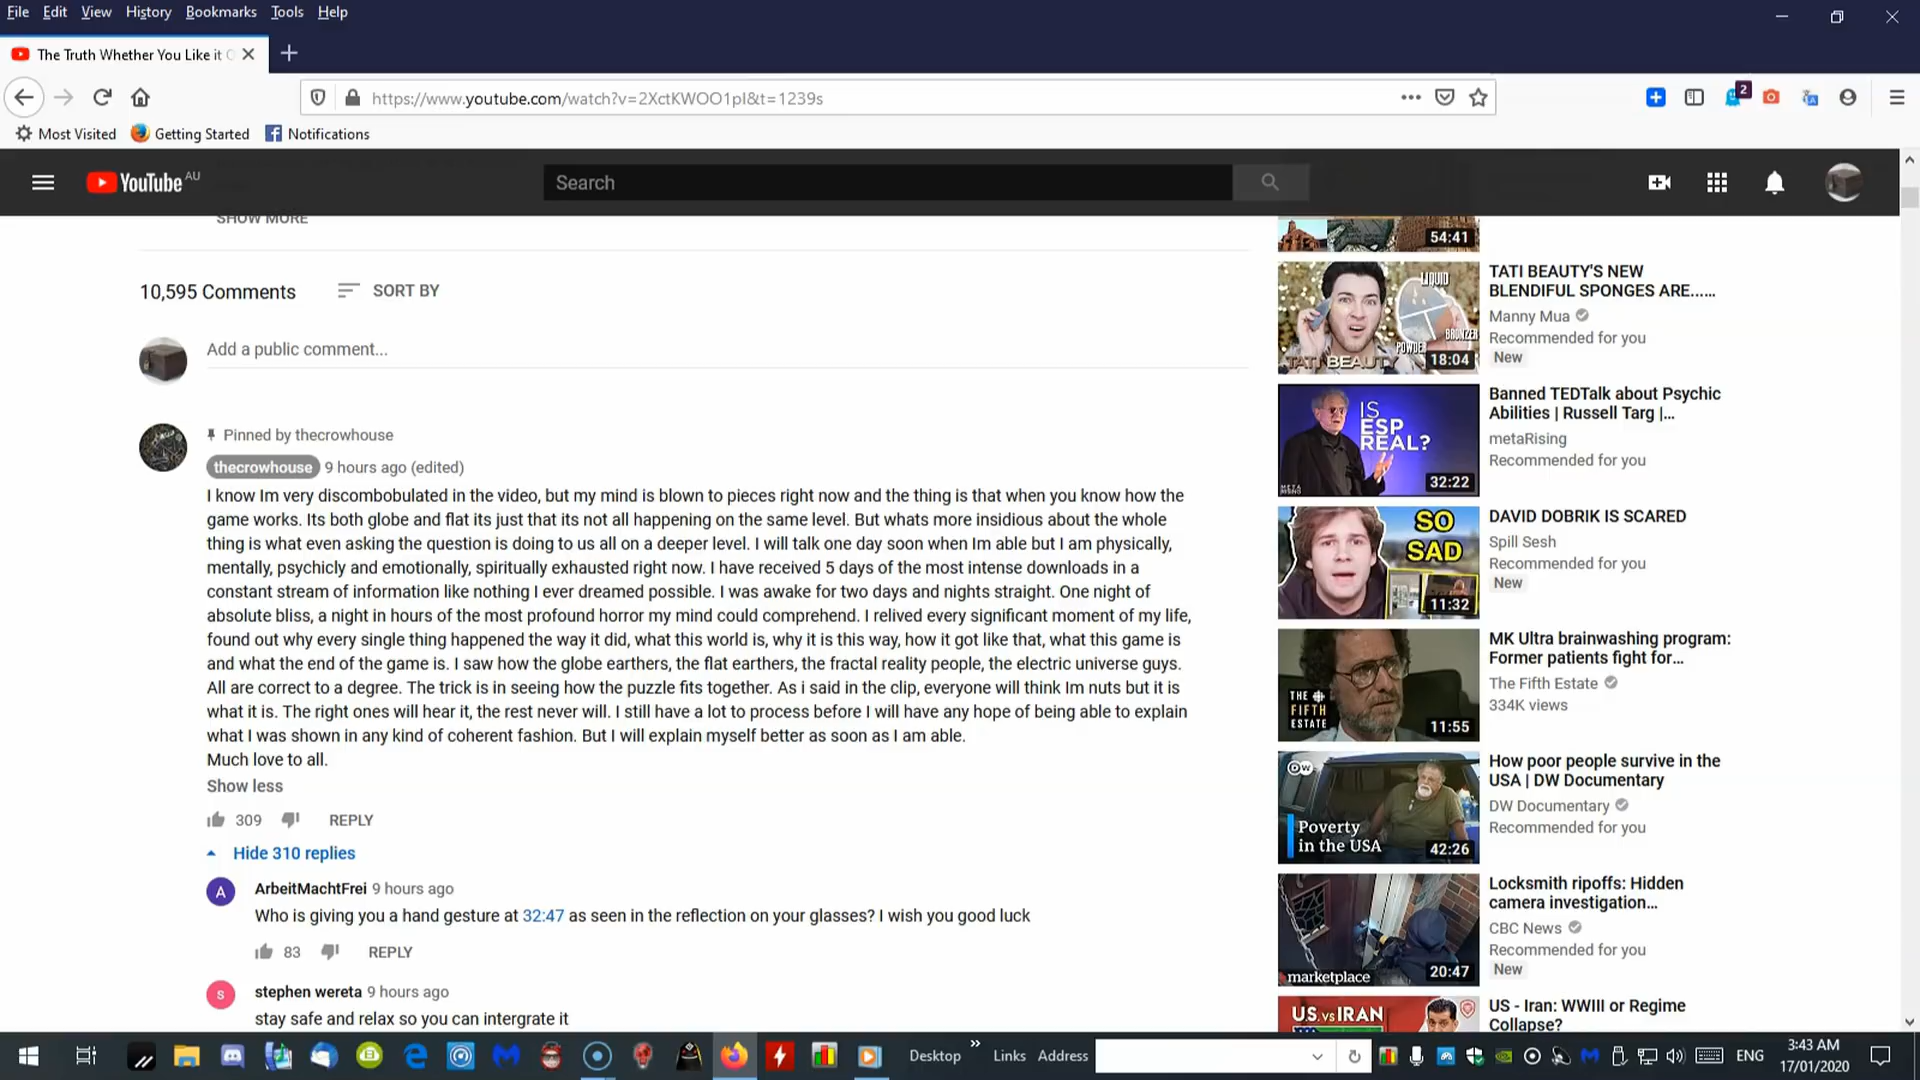 File Edit View History Bookmarks Tools Help
The Truth Whether You Like it O
https://www.youtube.com/watch?v=2XctKWOO1pI&t=1239s
2
Most Visited Getting Started Notifications
YouTube AU
Search
SHOW MORE
10,595 Comments SORT BY
Add a public comment...
Pinned by thecrowhouse
thecrowhouse 9 hours ago (edited)
I know Im very discombobulated in the video, but my mind is blown to pieces right now and the thing is that when you know how the
game works. Its both globe and flat its just that its not all happening on the same level. But whats more insidious about the whole
thing is what even asking the question is doing to us all on a deeper level. I will talk one day soon when Im able but I am physically,
mentally, psychicly and emotionally, spiritually exhausted right now. I have received 5 days of the most intense downloads in a
constant stream of information like nothing I ever dreamed possible. I was awake for two days and nights straight. One night of
absolute bliss, a night in hours of the most profound horror my mind could comprehend. I relived every significant moment of my life,
found out why every single thing happened the way it did, what this world is, why it is this way, how it got like that, what this game is
and what the end of the game is. I saw how the globe earthers, the flat earthers, the fractal reality people, the electric universe guys.
All are correct to a degree. The trick is in seeing how the puzzle fits together. As i said in the clip, everyone will think Im nuts but it is
what it is. The right ones will hear it, the rest never will. I still have a lot to process before I will have any hope of being able to explain
what I was shown in any kind of coherent fashion. But I will explain myself better as soon as I am able.
Much love to all.
Show less
309 REPLY
Hide 310 replies
A
ArbeitMachtFrei 9 hours ago
Who is giving you a hand gesture at 32:47 as seen in the reflection on your glasses? I wish you good luck
83 REPLY
s
stephen wereta 9 hours ago
stay safe and relax so you can intergrate it
54:41
LIQUID
BRONZER
POWDE
TATI BEAUTY
18:04
TATI BEAUTY'S NEW
BLENDIFUL SPONGES ARE......
Manny Mua
Recommended for you
New
IS
ESP
REAL?
META
32:22
Banned TEDTalk about Psychic
Abilities | Russell Targ |...
metaRising
Recommended for you
SO
SAD
11:32
DAVID DOBRIK IS SCARED
Spill Sesh
Recommended for you
New
THE
FIFTH
ESTATE
11:55
MK Ultra brainwashing program:
Former patients fight for...
The Fifth Estate
334K views
DW
Poverty
in the USA
42:26
How poor people survive in the
USA | DW Documentary
DW Documentary
Recommended for you
marketplace
20:47
Locksmith ripoffs: Hidden
camera investigation...
CBC News
Recommended for you
New
U.S. vs IRAN
US - Iran: WWIII or Regime
Collapse?
Desktop Links Address
ENG
3:43 AM
17/01/2020